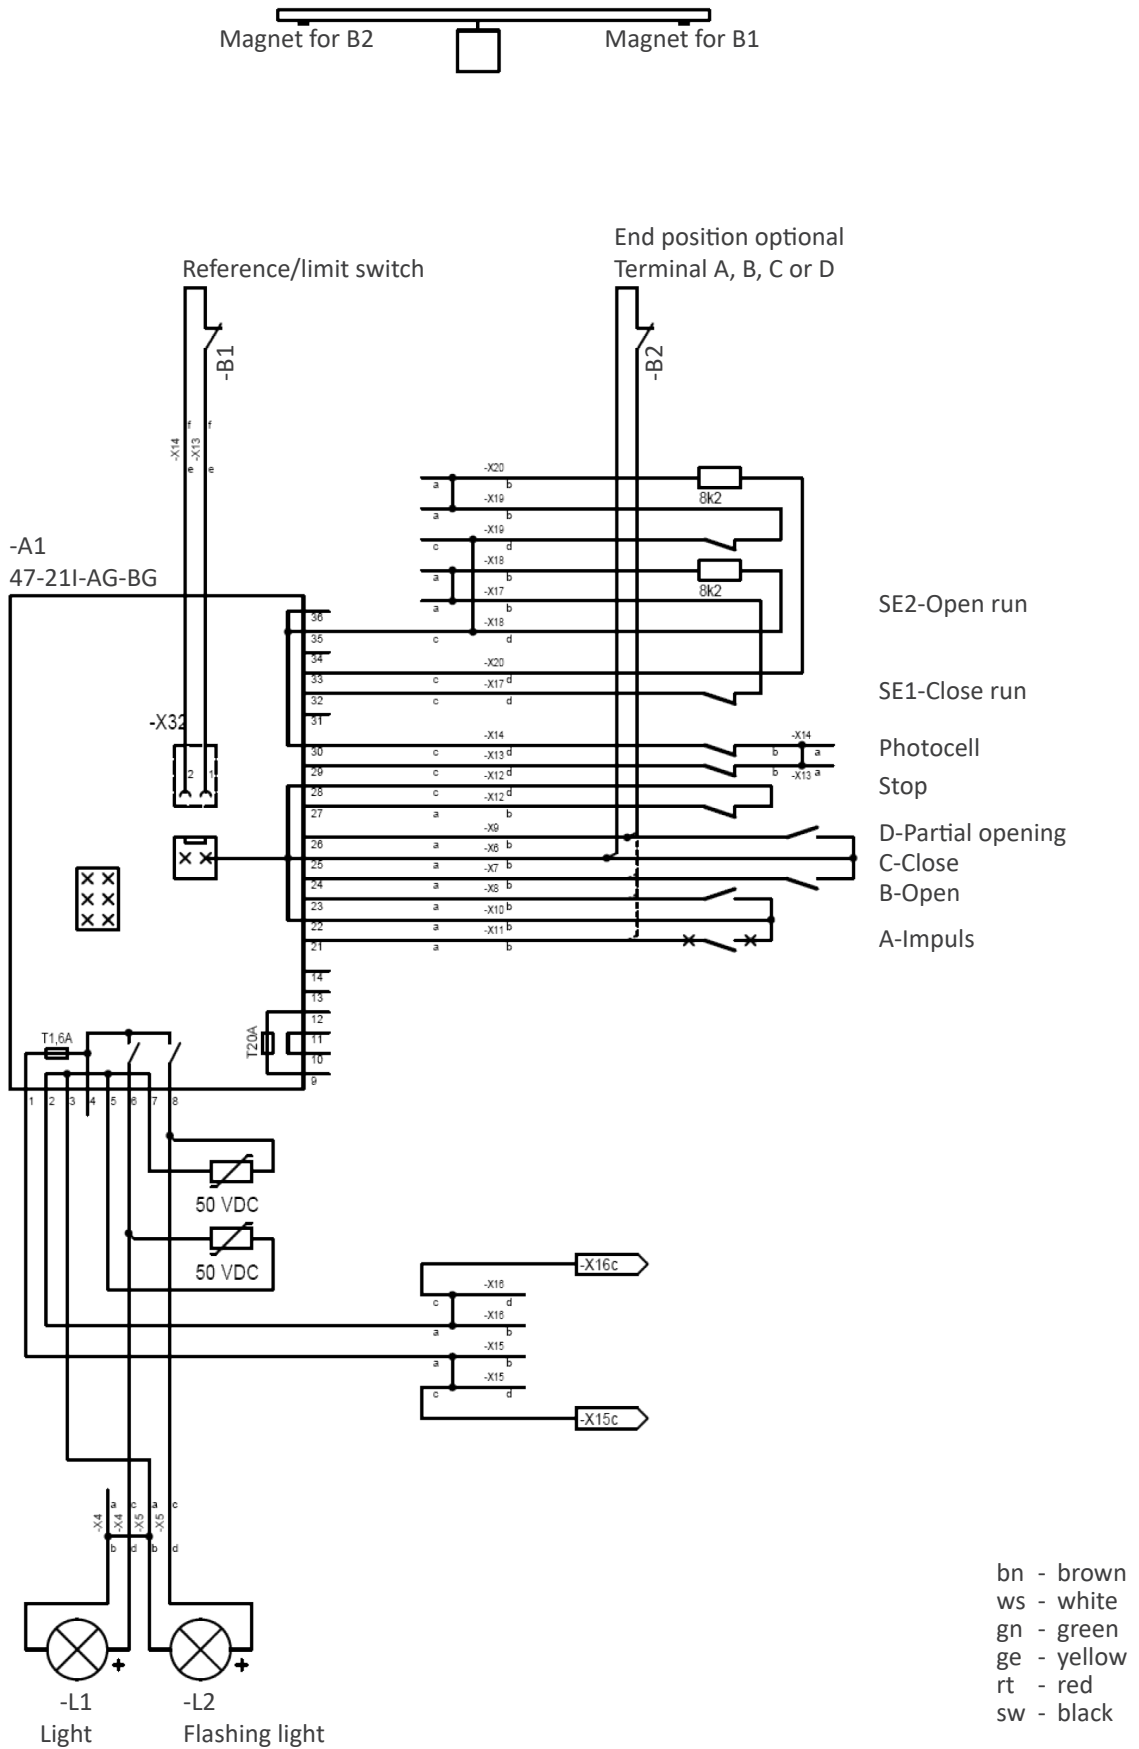 Magnet for B2
Magnet for B1
End position optional
Terminal A, B, C or D
Reference/limit switch
-B1
-B2
f f
-X14
-X13
e e
-X20
a b
8k2
-X19
a b
-X19
c d
-X18
a b
8k2
-X17
a b
SE2-Open run
-X18
c d
-A1
47-21I-AG-BG
36
35
34
-X20
33 c d
-X17
32 c d
SE1-Close run
31
-X32
2 1
-X14
30 c d
-X14
b a
Photocell
-X13
29 c d
b -X13 a
-X12
28 c d
Stop
-X12
27 a b
-X9
26 a b
D-Partial opening
-X6
25 a b
C-Close
-X7
24 a b
B-Open
-X8
23 a b
-X10
22 a b
-X11
21 a b
A-Impuls
14
13
12
11
10
9
T20A
T1,6A
1 2 3 4 5 6 7 8
50 VDC
50 VDC
-X16c
-X16
c d
-X16
a b
-X15
a b
-X15
c d
-X15c
a c a c
-X4
-X4
-X5
-X5
b d b d
+ +
-L1
Light
-L2
Flashing light
bn - brown
ws - white
gn - green
ge - yellow
rt - red
sw - black